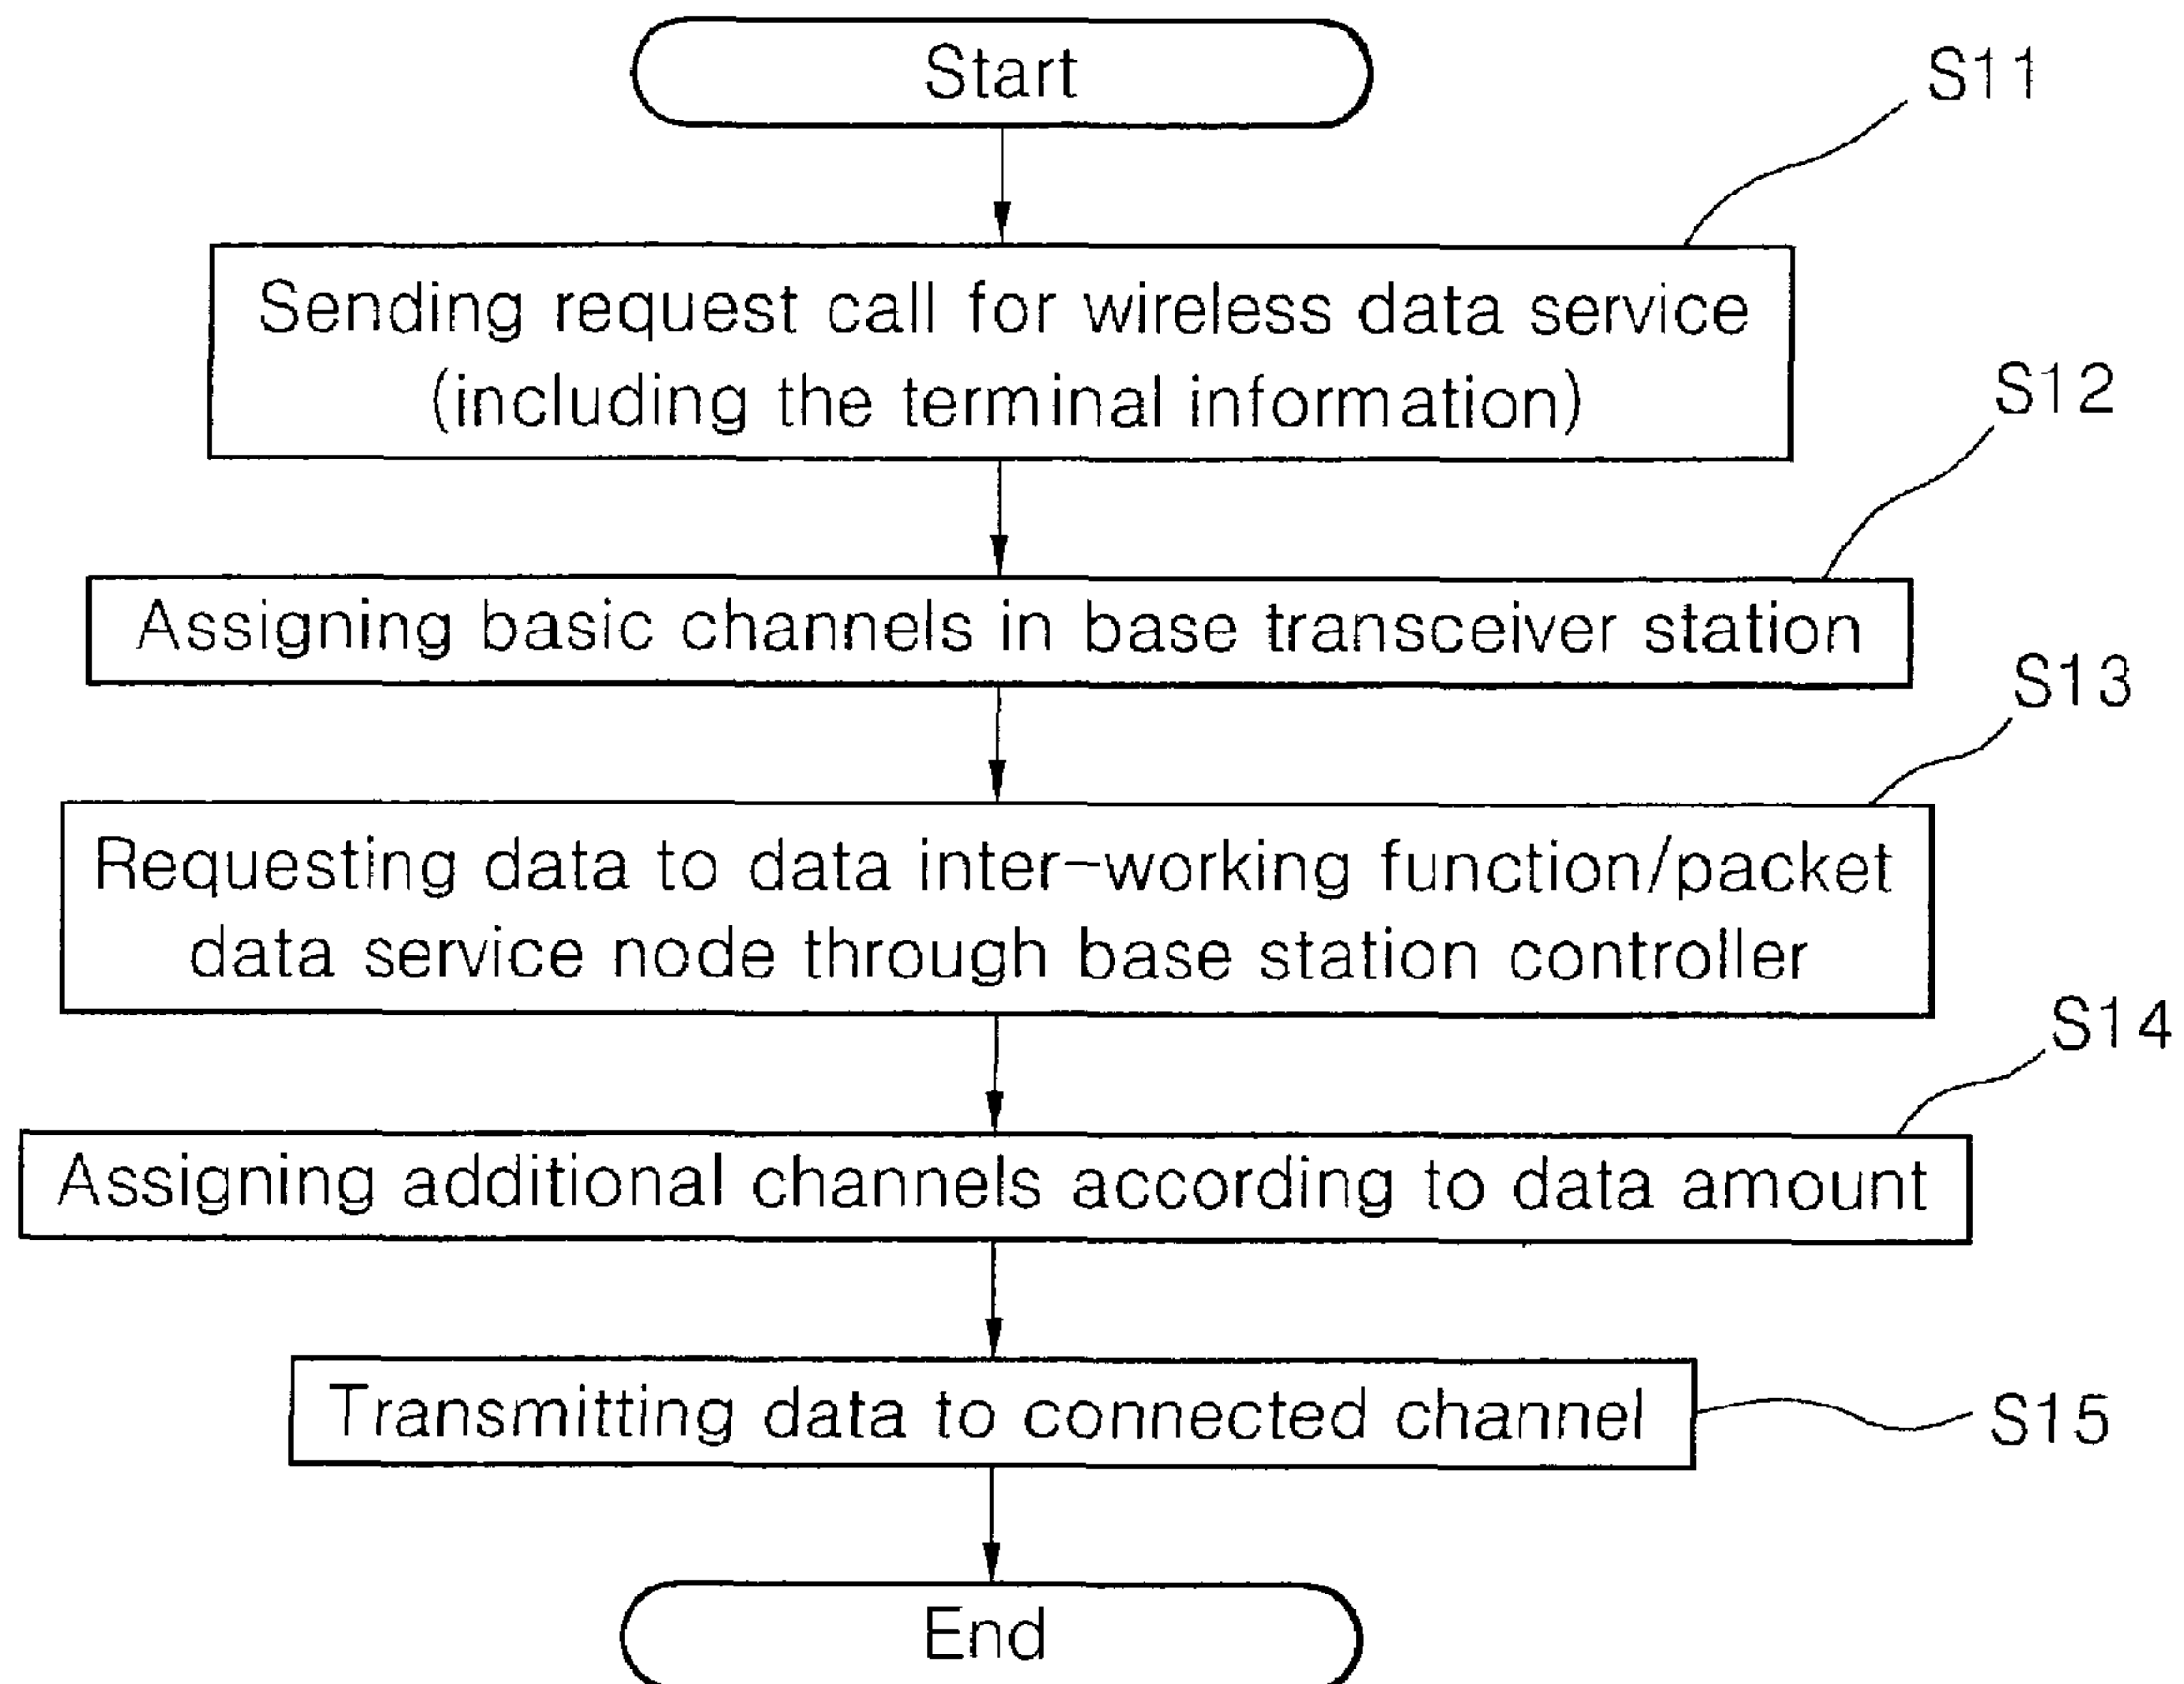 Start
S11
Sending request call for wireless data service
(including the terminal information)
S12
Assigning basic channels in base transceiver station
S13
Requesting data to data inter-working function/packet
data service node through base station controller
S14
Assigning additional channels according to data amount
Transmitting data to connected channel
S15
End